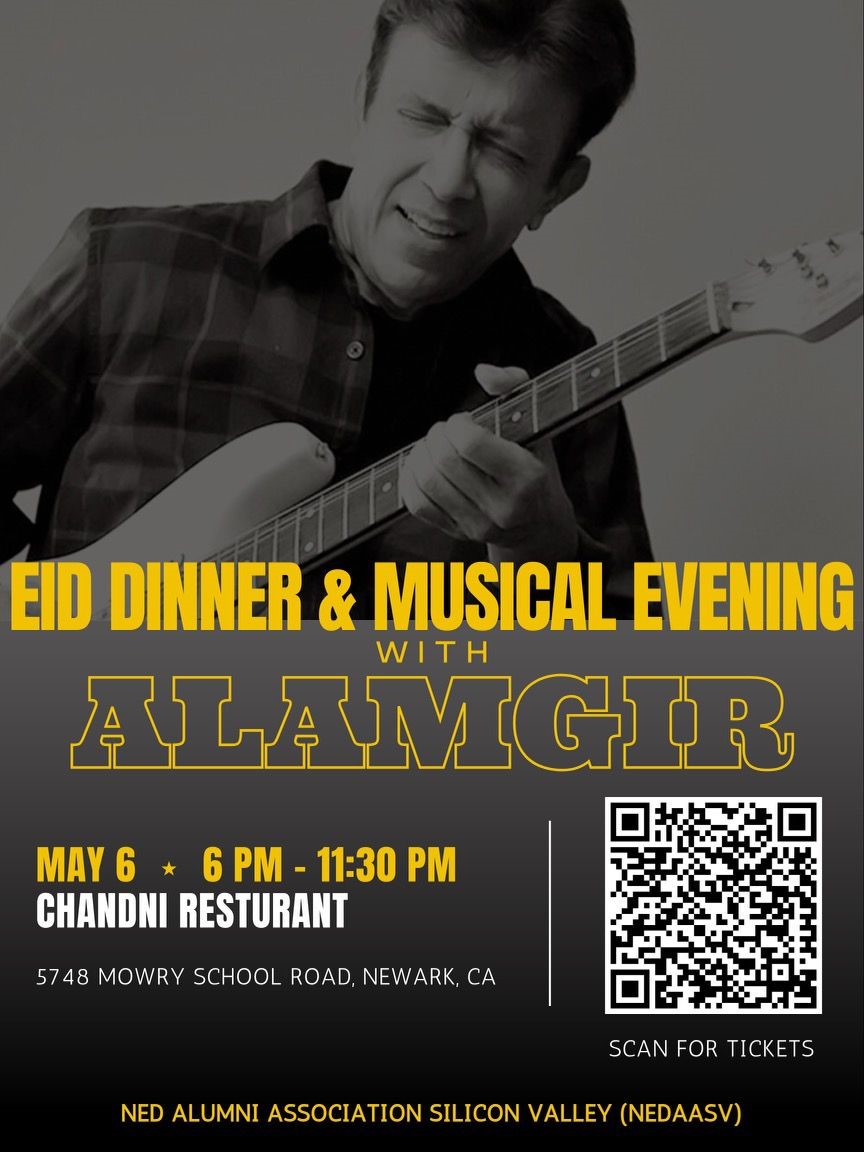 EID DINNER & MUSICAL EVENING
WITH
ALAMGIR
MAY 6 ★ 6 PM - 11:30 PM
CHANDNI RESTURANT
5748 MOWRY SCHOOL ROAD, NEWARK, CA
SCAN FOR TICKETS
NED ALUMNI ASSOCIATION SILICON VALLEY (NEDAASV)